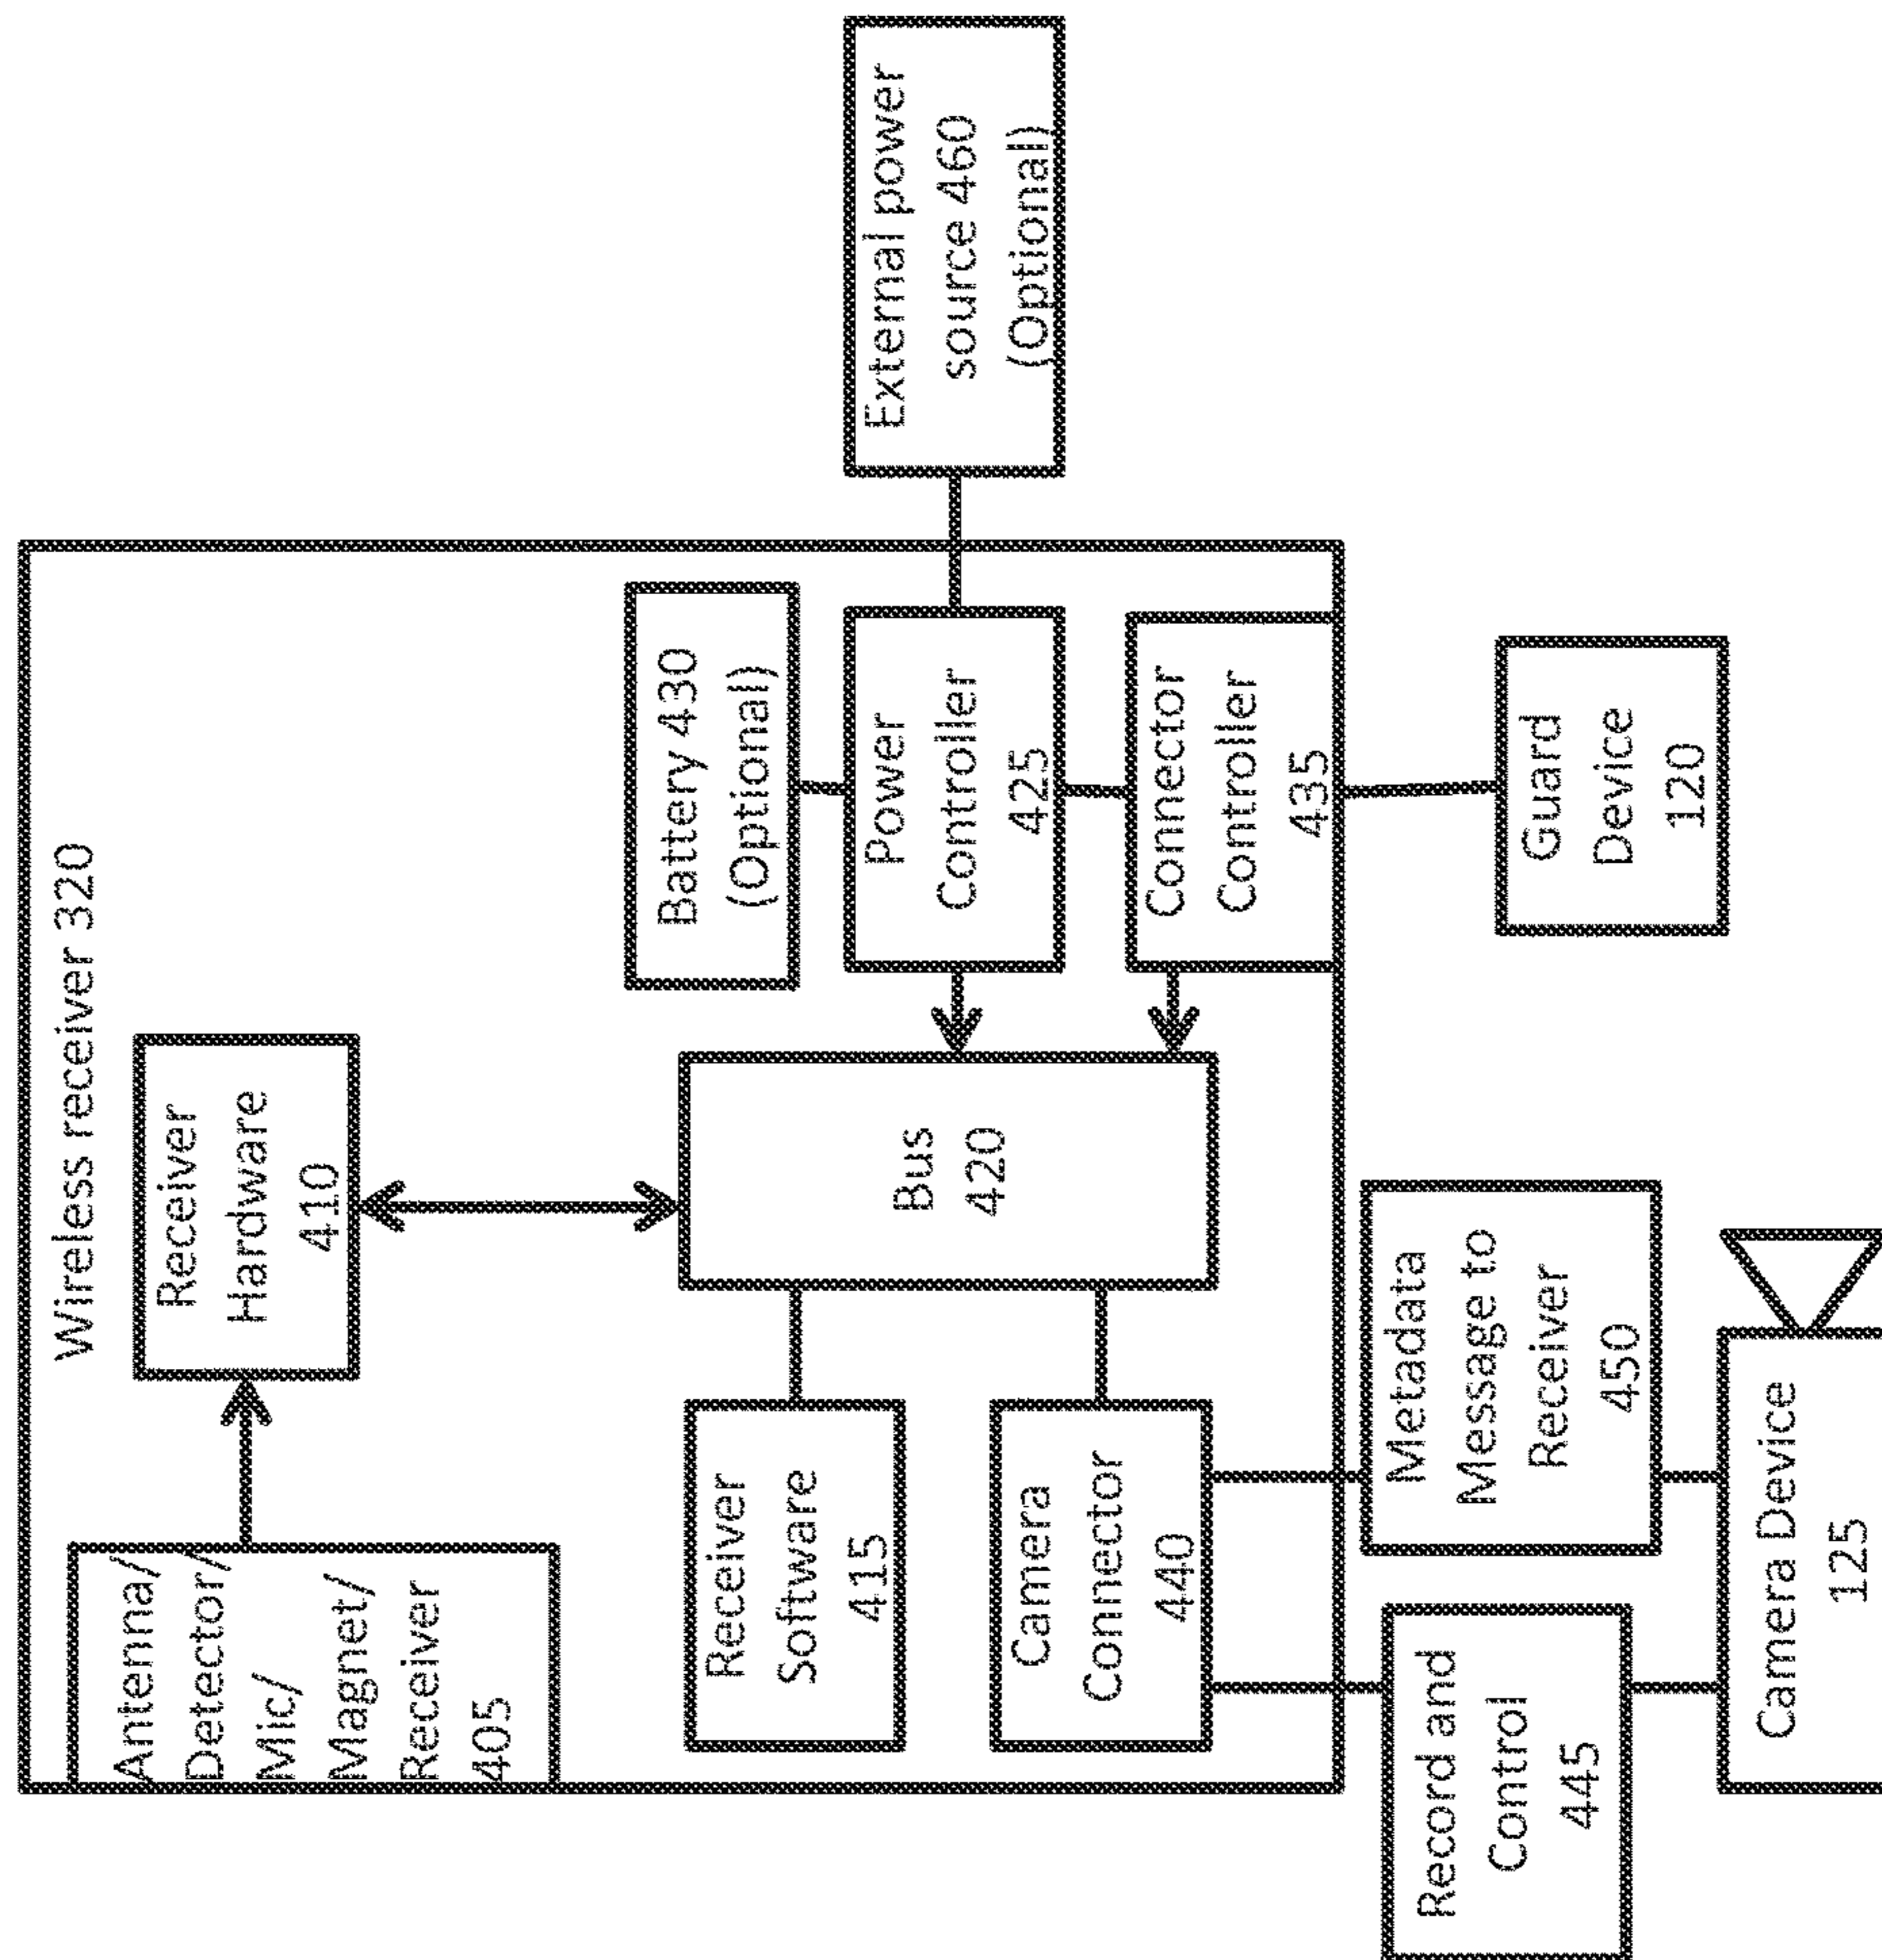 Wireless receiver 320
Antenna/
Detector/
Mic/
Magnet/
Receiver
405
Receiver
Hardware
410
Battery 430
(Optional)
Receiver
Software
415
Bus
420
Power
Controller
425
External power
source 460
(Optional)
Camera
Connector
440
Connector
Controller
435
Record and
Control
445
Metadata
Message to
Receiver
450
Guard
Device
120
Camera Device
125